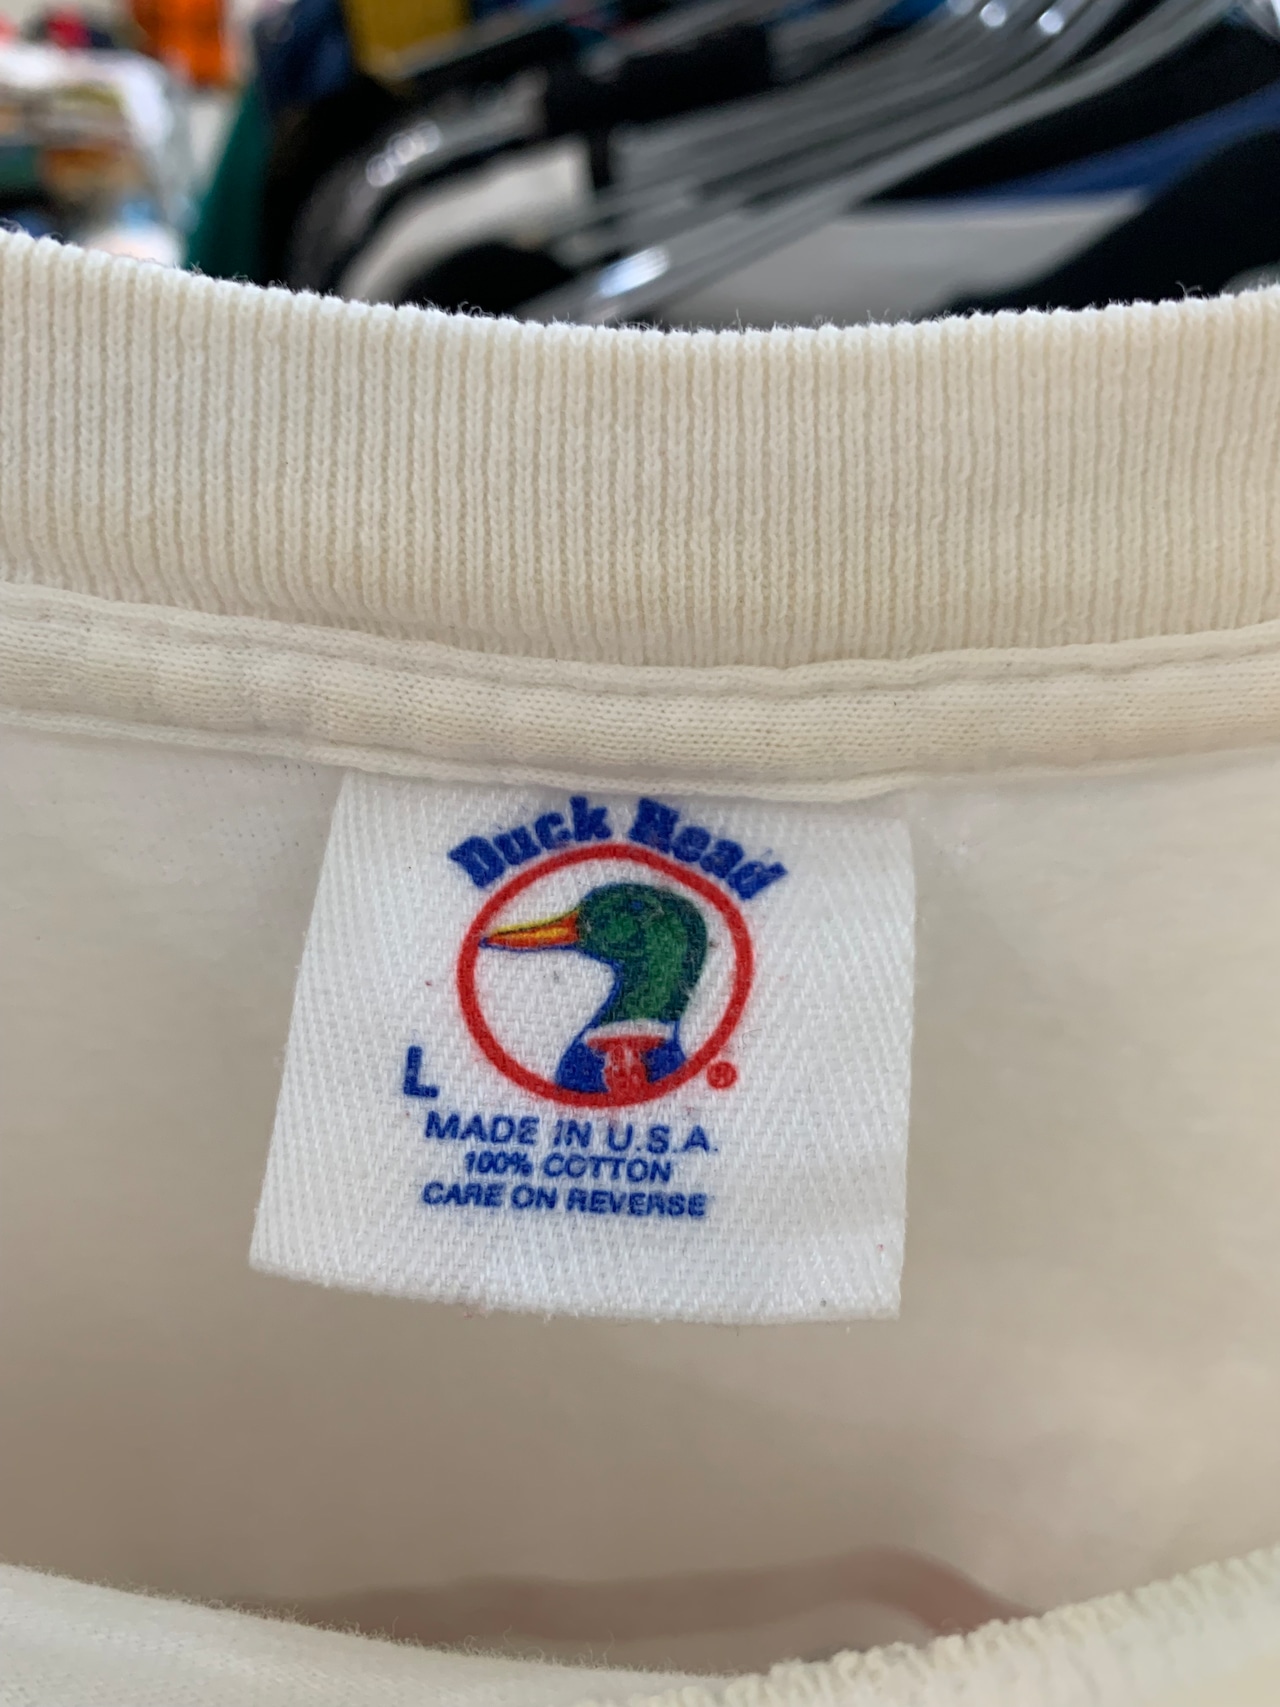 Duck Head
L
®
MADE IN U.S.A.
100% COTTON
CARE ON REVERSE